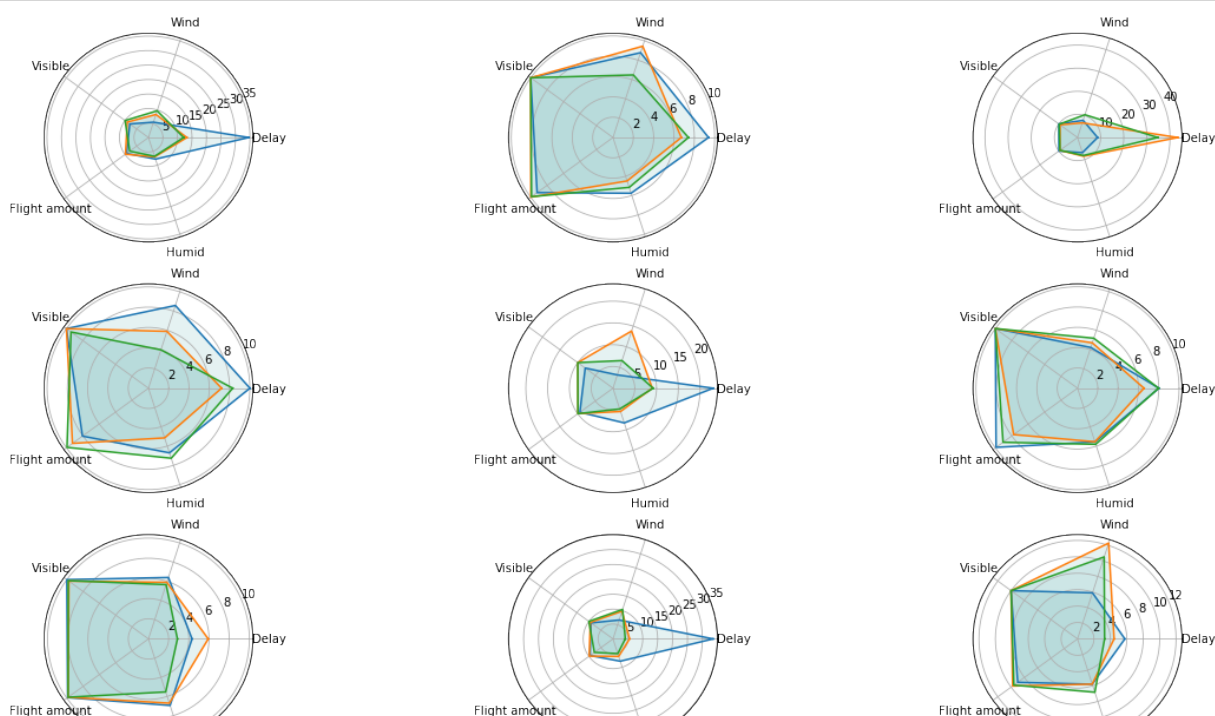 Wind
Visible
5 10 15 20 25 30 35
Delay
Flight amount
Humid
Wind
Visible
2 4 6 8 10
Flight amount
Humid
Wind
Visible
10 20 30 40
Delay
Flight amount
Humid
Wind
Visible
2 4 6 8 10
Delay
Flight amount
Humid
Wind
Visible
5 10 15 20
Delay
Flight amount
Humid
Wind
Visible
2 4 6 8 10
Delay
Flight amount
Humid
Wind
Visible
2 4 6 8 10
Delay
Flight amount
Wind
Visible
5 10 15 20 25 30 35
Delay
Flight amount
Wind
Visible
2 4 6 8 10 12
Delay
Flight amount